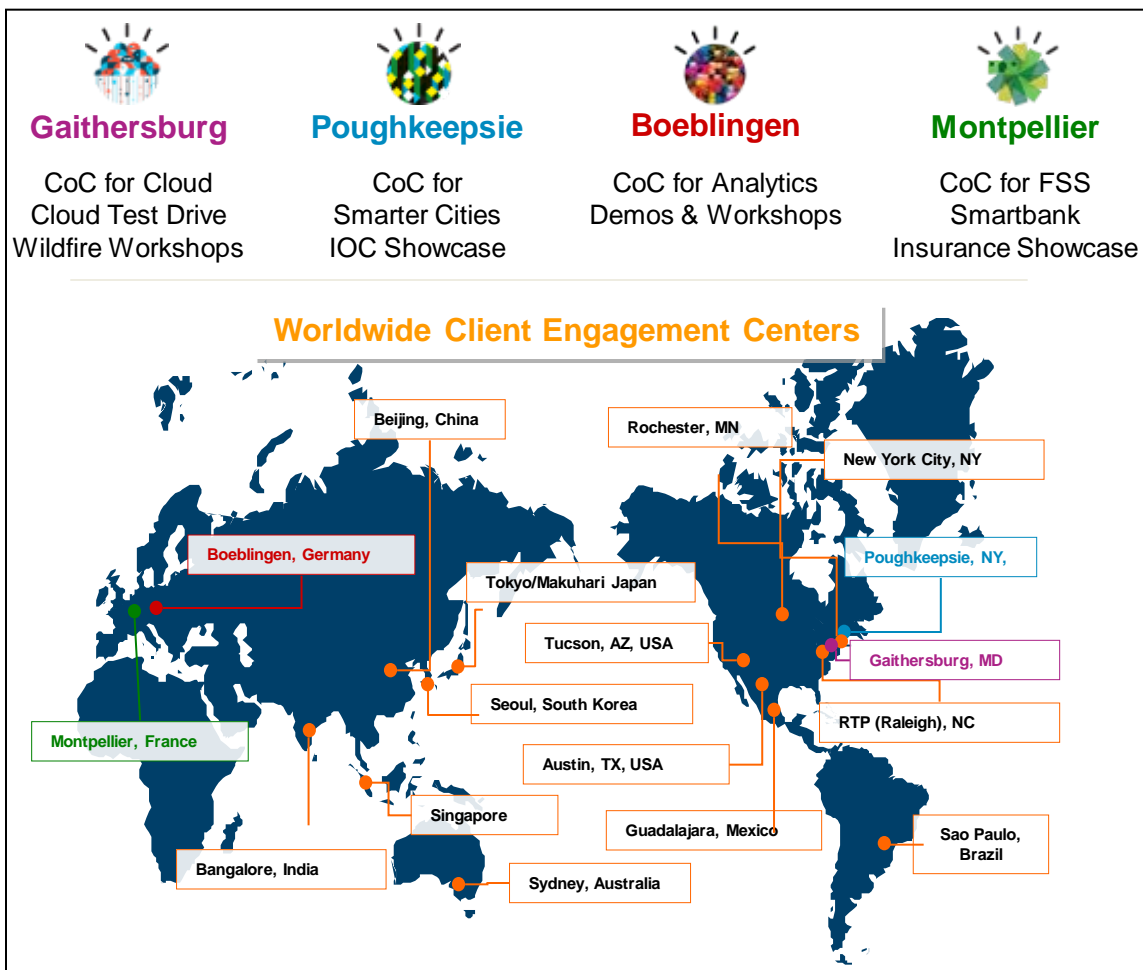 Gaithersburg
CoC for Cloud
Cloud Test Drive
Wildfire Workshops
Poughkeepsie
CoC for
Smarter Cities
IOC Showcase
Boeblingen
CoC for Analytics
Demos & Workshops
Montpellier
CoC for FSS
Smartbank
Insurance Showcase
Worldwide Client Engagement Centers
Beijing, China
Rochester, MN
New York City, NY
Boeblingen, Germany
Poughkeepsie, NY,
Tokyo/Makuhari Japan
Tucson, AZ, USA
Gaithersburg, MD
Seoul, South Korea
RTP (Raleigh), NC
Montpellier, France
Austin, TX, USA
Singapore
Guadalajara, Mexico
Sao Paulo,
Brazil
Bangalore, India
Sydney, Australia